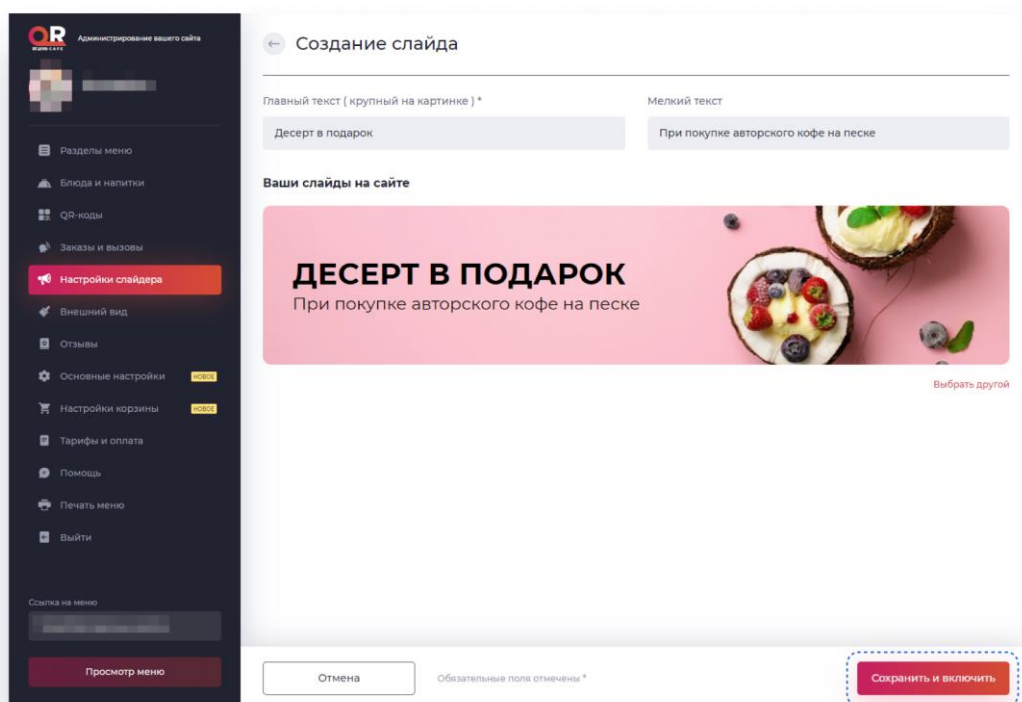 QR
Администрирование вашего сайта
Разделы меню
Блюда и напитки
QR-коды
Заказы и вызовы
Настройки слайдера
Внешний вид
Отзывы
Основные настройки НОВОЕ
Настройки корзины НОВОЕ
Тарифы и оплата
Помощь
Печать меню
Выйти
Ссылка на меню
Просмотр меню
Создание слайда
Главный текст ( крупный на картинке ) *
Десерт в подарок
Мелкий текст
При покупке авторского кофе на песке
Ваши слайды на сайте
ДЕСЕРТ В ПОДАРОК
При покупке авторского кофе на песке
Выбрать другой
Отмена
Обязательные поля отмечены *
Сохранить и включить